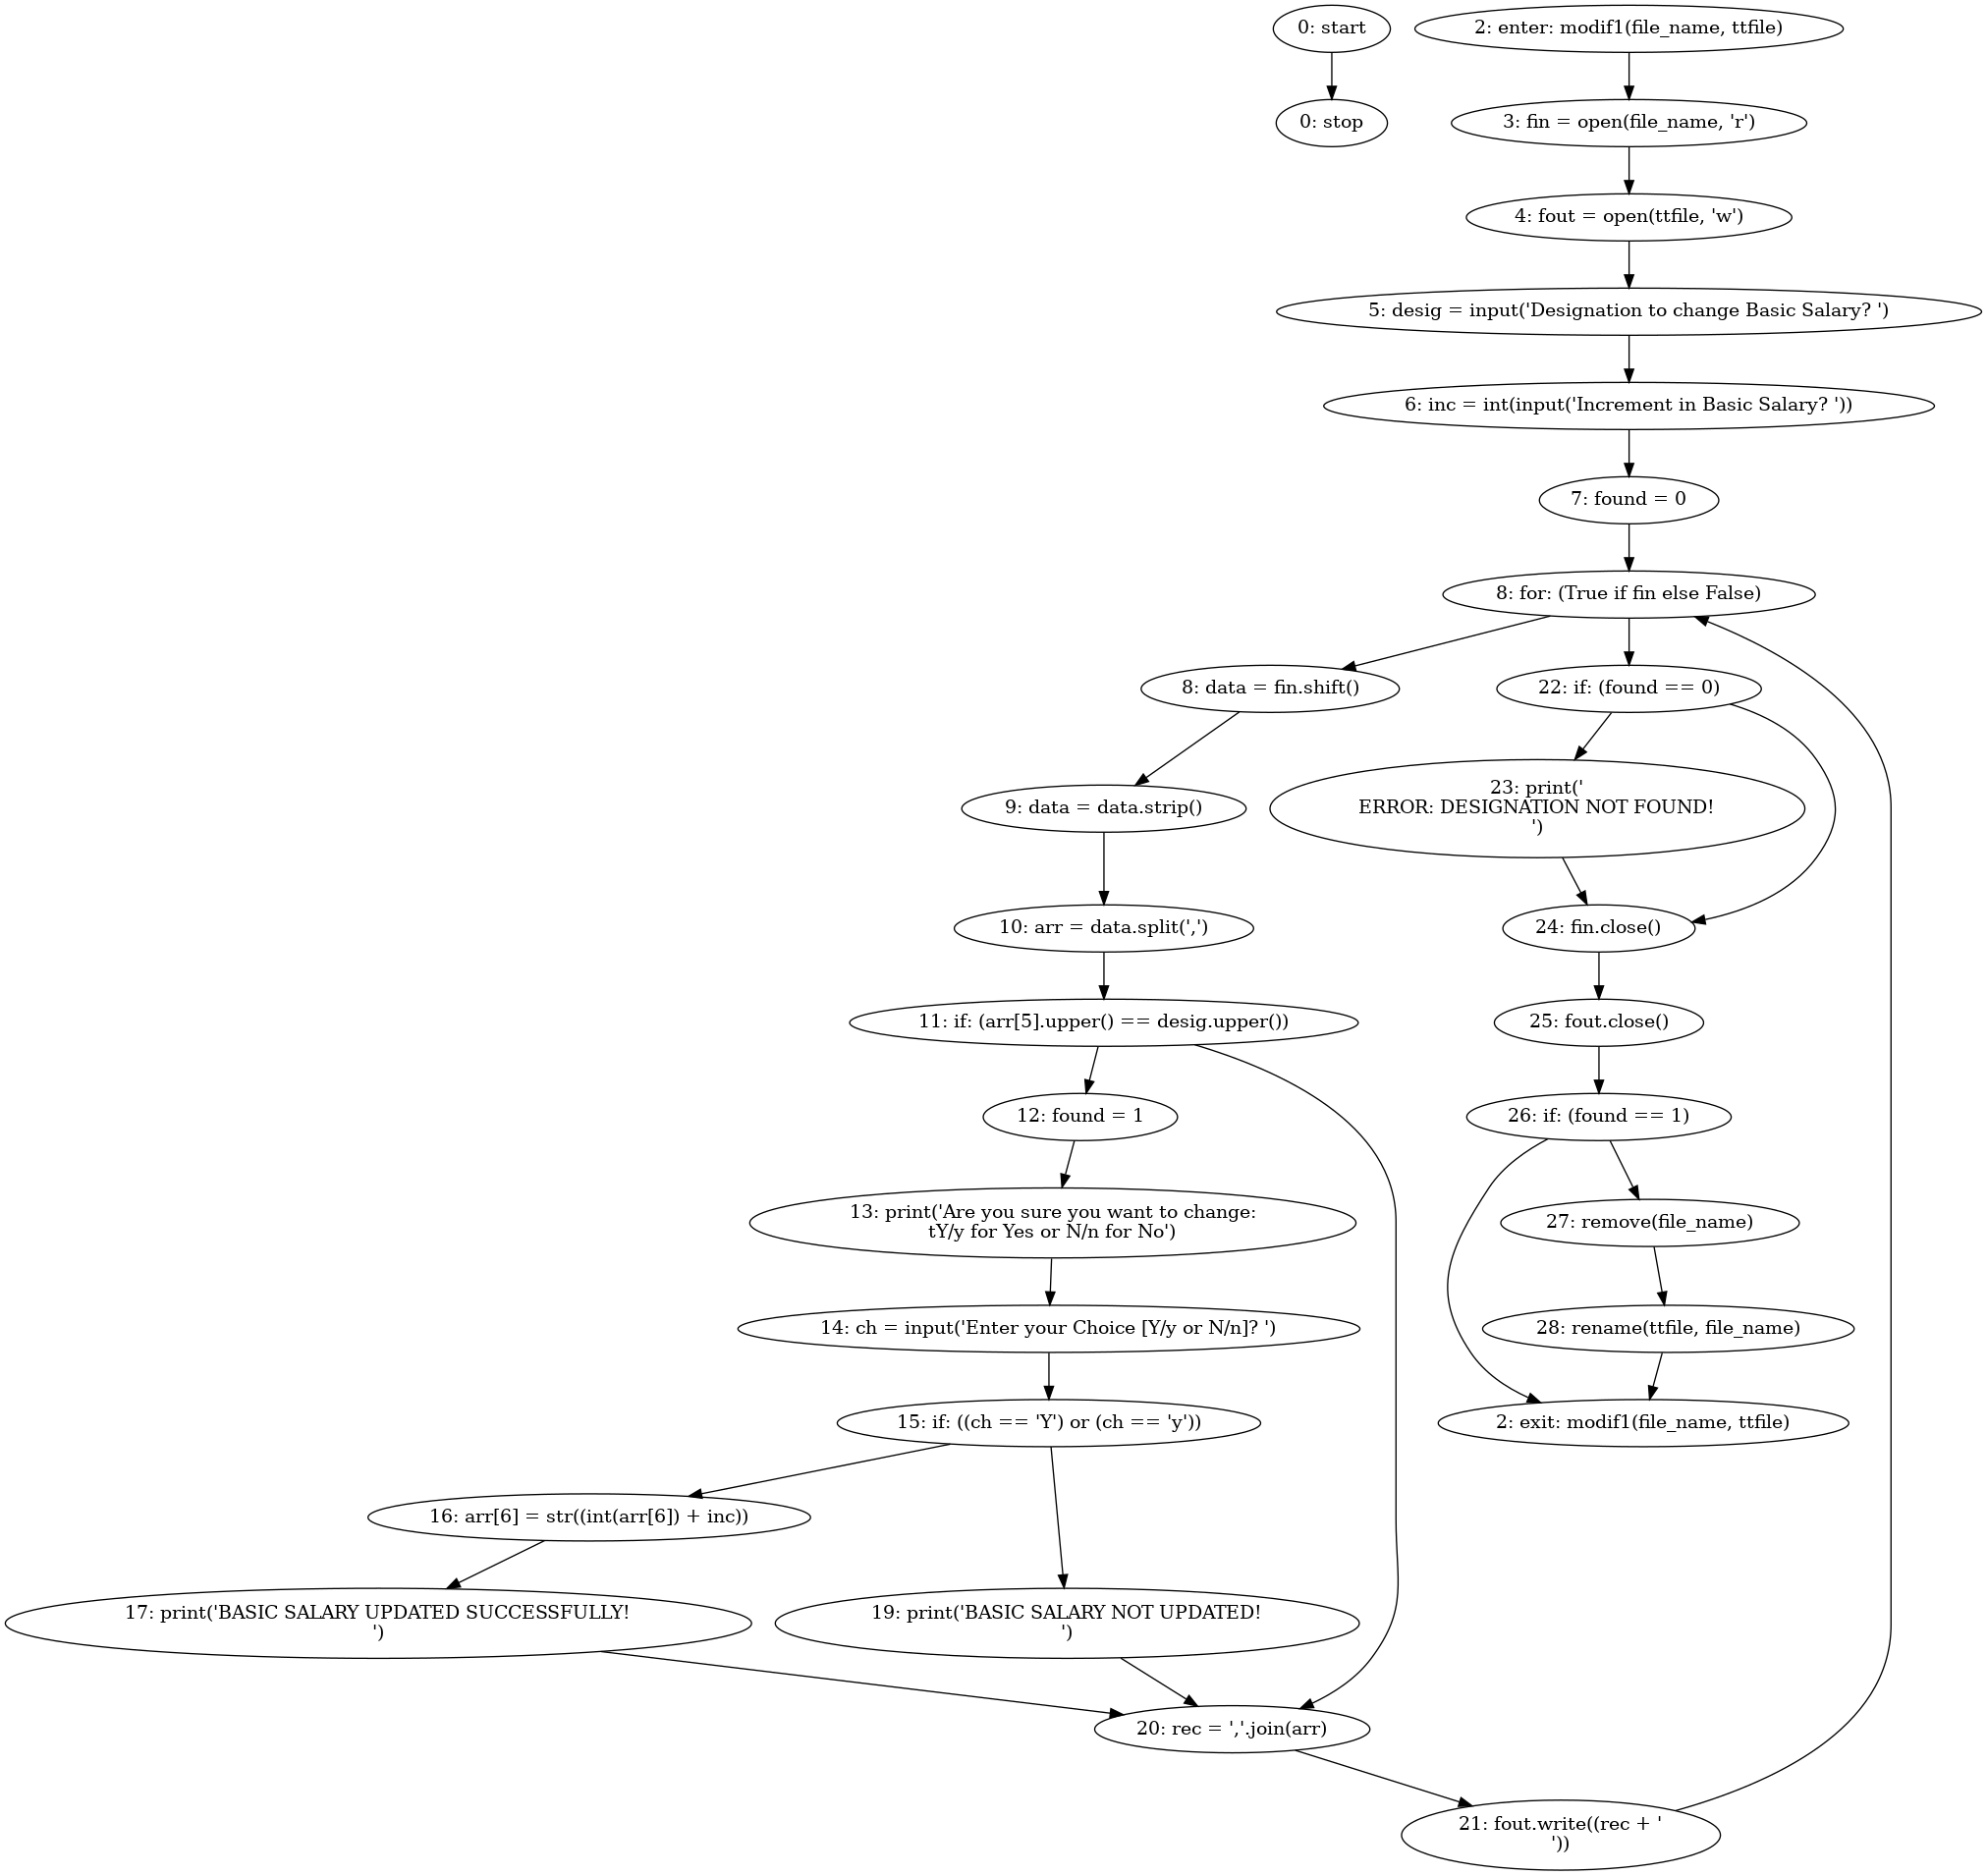 0: start
0: stop
2: enter: modif1(file_name, ttfile)
3: fin = open(file_name, 'r')
4: fout = open(ttfile, 'w')
5: desig = input('Designation to change Basic Salary? ')
6: inc = int(input('Increment in Basic Salary? '))
7: found = 0
8: for: (True if fin else False)
8: data = fin.shift()
9: data = data.strip()
10: arr = data.split(',')
11: if: (arr[5].upper() == desig.upper())
12: found = 1
13: print('Are you sure you want to change:
tY/y for Yes or N/n for No')
14: ch = input('Enter your Choice [Y/y or N/n]? ')
15: if: ((ch == 'Y') or (ch == 'y'))
16: arr[6] = str((int(arr[6]) + inc))
17: print('BASIC SALARY UPDATED SUCCESSFULLY!
')
19: print('BASIC SALARY NOT UPDATED!
')
20: rec = ','.join(arr)
21: fout.write((rec + '
'))
22: if: (found == 0)
23: print('
ERROR: DESIGNATION NOT FOUND!
')
24: fin.close()
25: fout.close()
26: if: (found == 1)
27: remove(file_name)
28: rename(ttfile, file_name)
2: exit: modif1(file_name, ttfile)